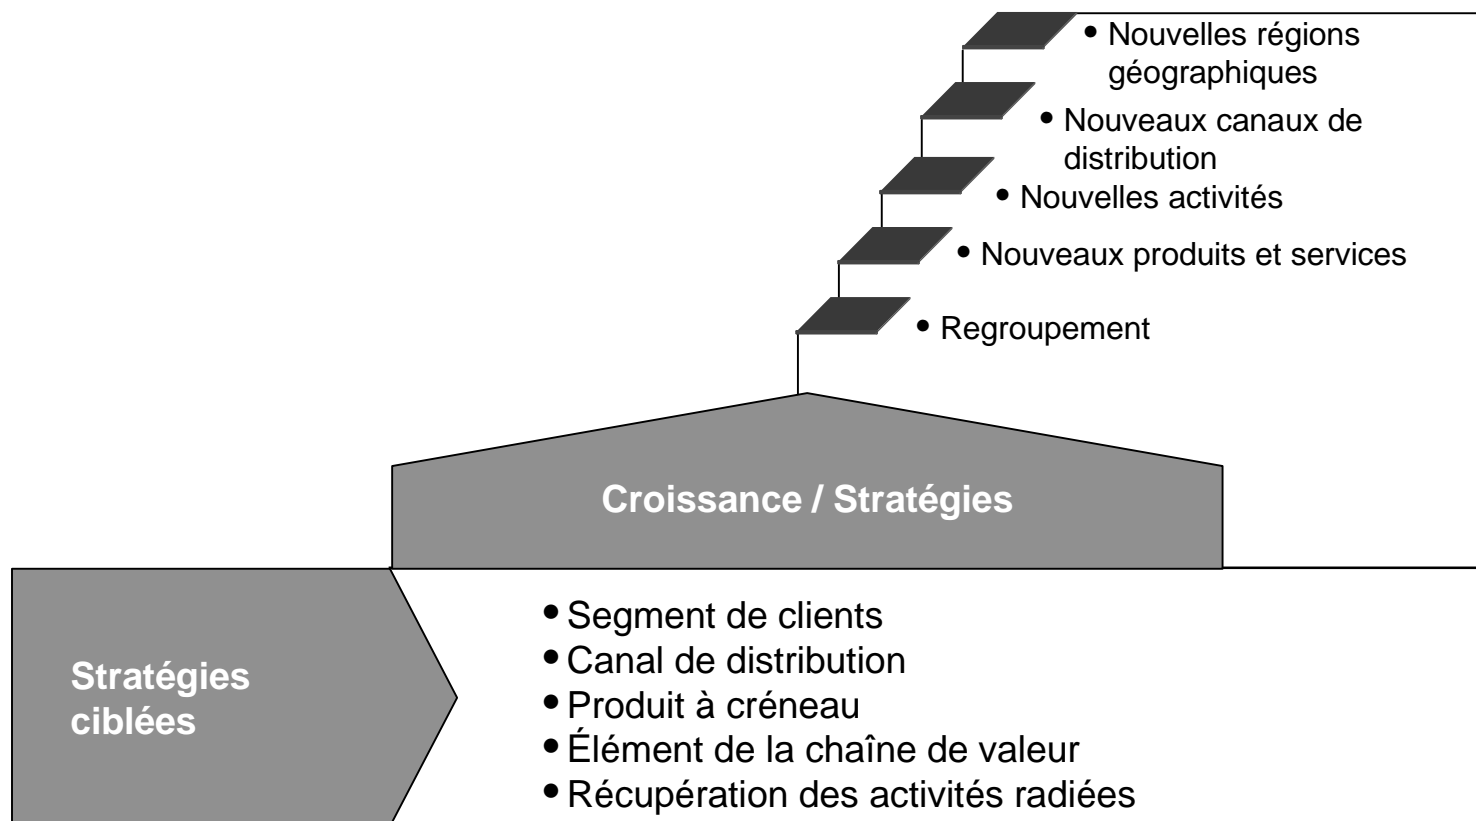 • Nouvelles régions
géographiques
• Nouveaux canaux de
distribution
• Nouvelles activités
• Nouveaux produits et services
• Regroupement
Croissance / Stratégies
Stratégies
ciblées
• Segment de clients
• Canal de distribution
• Produit à créneau
• Élément de la chaîne de valeur
• Récupération des activités radiées